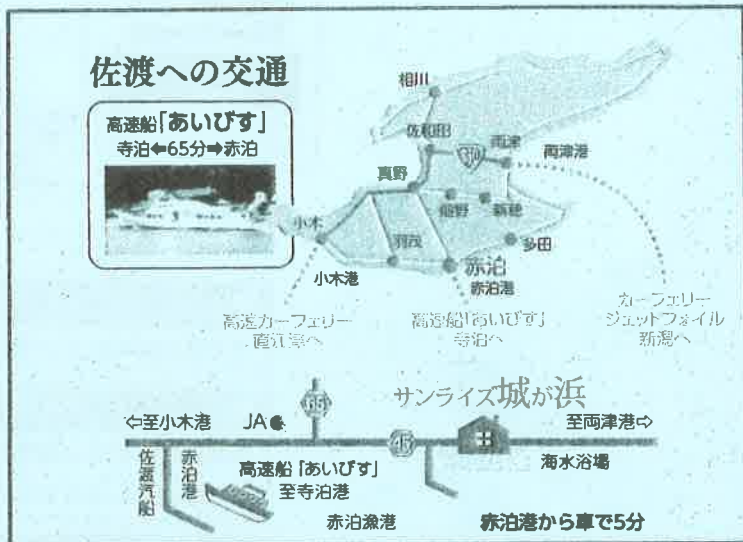 佐渡への交通
高速船「あいびす」
寺泊⬅65分➡赤泊
相川
佐和田
両津
350
両津港
真野
畑野
新穂
小木
羽茂
多田
小木港
赤泊
赤泊港
高速カーフェリー
直江津へ
高速船「あいびす」
寺泊へ
カーフェリー
ジェットフォイル
新潟へ
サンライズ城が浜
⇦至小木港
JA
65
45
至両津港⇨
佐渡汽船
赤泊港
高速船「あいびす」
至寺泊港
海水浴場
赤泊漁港
赤泊港から車で5分